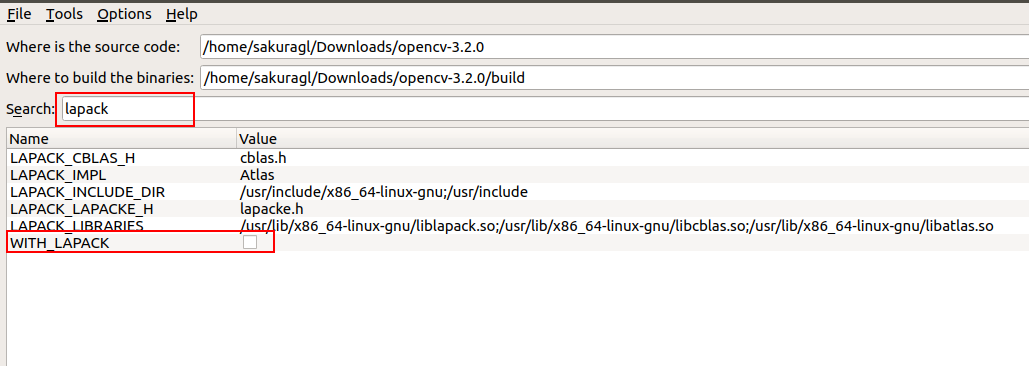 File Tools Options Help
Where is the source code: /home/sakuragl/Downloads/opencv-3.2.0
Where to build the binaries: /home/sakuragl/Downloads/opencv-3.2.0/build
Search: lapack
Name Value
LAPACK_CBLAS_H cblas.h
LAPACK_IMPL Atlas
LAPACK_INCLUDE_DIR /usr/include/x86_64-linux-gnu;/usr/include
LAPACK_LAPACKE_H lapacke.h
LAPACK_LIBRARIES /usr/lib/x86_64-linux-gnu/liblapack.so;/usr/lib/x86_64-linux-gnu/libcblas.so;/usr/lib/x86_64-linux-gnu/libatlas.so
WITH_LAPACK